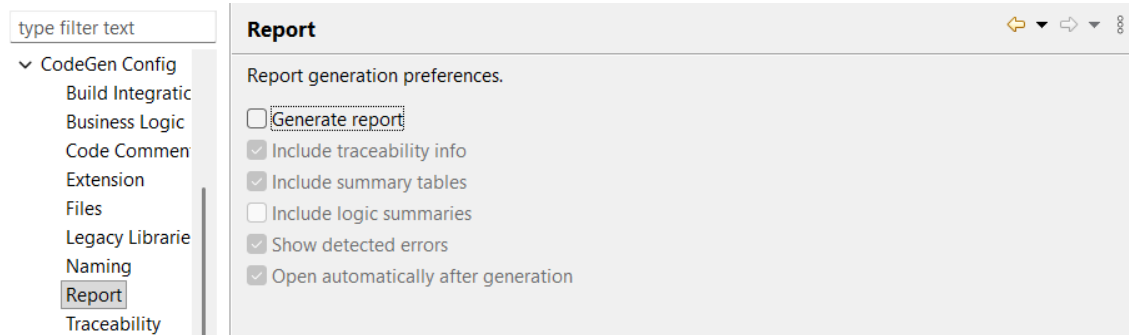 type filter text
CodeGen Config
Build Integratic
Business Logic
Code Commen
Extension
Files
Legacy Librarie
Naming
Report
Traceability
Report
Report generation preferences.
Generate report
Include traceability info
Include summary tables
Include logic summaries
Show detected errors
Open automatically after generation